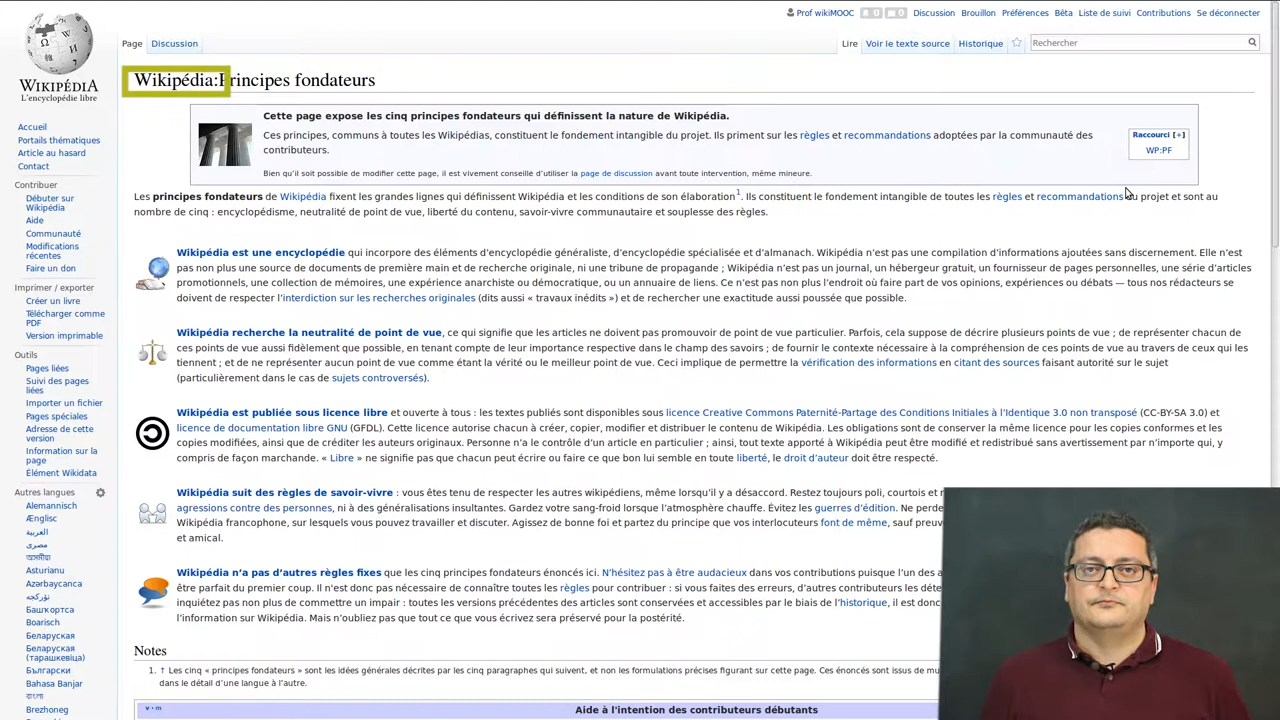 Prof wikiMOOC 0 0 Discussion Brouillon Préférences Bêta Liste de suivi Contributions Se déconnecter
Page Discussion Lire Voir le texte source Historique Rechercher
WIKIPÉDIA
L'encyclopédie libre
Wikipédia:Principes fondateurs
Cette page expose les cinq principes fondateurs qui définissent la nature de Wikipédia.
Ces principes, communs à toutes les Wikipédias, constituent le fondement intangible du projet. Ils priment sur les règles et recommandations adoptées par la communauté des
contributeurs.
Bien qu’il soit possible de modifier cette page, il est vivement conseillé d’utiliser la page de discussion avant toute intervention, même mineure.
Raccourci [+]
WP:PF
Les principes fondateurs de Wikipédia fixent les grandes lignes qui définissent Wikipédia et les conditions de son élaboration1. Ils constituent le fondement intangible de toutes les règles et recommandations du projet et sont au
nombre de cinq : encyclopédisme, neutralité de point de vue, liberté du contenu, savoir-vivre communautaire et souplesse des règles.
Wikipédia est une encyclopédie qui incorpore des éléments d’encyclopédie généraliste, d’encyclopédie spécialisée et d’almanach. Wikipédia n’est pas une compilation d’informations ajoutées sans discernement. Elle n’est
pas non plus une source de documents de première main et de recherche originale, ni une tribune de propagande ; Wikipédia n’est pas un journal, un hébergeur gratuit, un fournisseur de pages personnelles, une série d’articles
promotionnels, une collection de mémoires, une expérience anarchiste ou démocratique, ou un annuaire de liens. Ce n’est pas non plus l’endroit où faire part de vos opinions, expériences ou débats — tous nos rédacteurs se
doivent de respecter l’interdiction sur les recherches originales (dits aussi « travaux inédits ») et de rechercher une exactitude aussi poussée que possible.
Wikipédia recherche la neutralité de point de vue, ce qui signifie que les articles ne doivent pas promouvoir de point de vue particulier. Parfois, cela suppose de décrire plusieurs points de vue ; de représenter chacun de
ces points de vue aussi fidèlement que possible, en tenant compte de leur importance respective dans le champ des savoirs ; de fournir le contexte nécessaire à la compréhension de ces points de vue au travers de ceux qui les
tiennent ; et de ne représenter aucun point de vue comme étant la vérité ou le meilleur point de vue. Ceci implique de permettre la vérification des informations en citant des sources faisant autorité sur le sujet
(particulièrement dans le cas de sujets controversés).
Wikipédia est publiée sous licence libre et ouverte à tous : les textes publiés sont disponibles sous licence Creative Commons Paternité-Partage des Conditions Initiales à l’Identique 3.0 non transposé (CC-BY-SA 3.0) et
licence de documentation libre GNU (GFDL). Cette licence autorise chacun à créer, copier, modifier et distribuer le contenu de Wikipédia. Les obligations sont de conserver la même licence pour les copies conformes et les
copies modifiées, ainsi que de créditer les auteurs originaux. Personne n’a le contrôle d’un article en particulier ; ainsi, tout texte apporté à Wikipédia peut être modifié et redistribué sans avertissement par n’importe qui, y
compris de façon marchande. « Libre » ne signifie pas que chacun peut écrire ou faire ce que bon lui semble en toute liberté, le droit d’auteur doit être respecté.
Wikipédia suit des règles de savoir-vivre : vous êtes tenu de respecter les autres wikipédiens, même lorsqu’il y a désaccord. Restez toujours poli, courtois et
agressions contre des personnes, ni à des généralisations insultantes. Gardez votre sang-froid lorsque l’atmosphère chauffe. Évitez les guerres d’édition. Ne
Wikipédia francophone, sur lesquels vous pouvez travailler et discuter. Agissez de bonne foi et partez du principe que vos interlocuteurs font de même, sauf
et amical.
Wikipédia n’a pas d’autres règles fixes que les cinq principes fondateurs énoncés ici. N’hésitez pas à être audacieux dans vos contributions puisque l’un des
être parfait du premier coup. Il n'est donc pas nécessaire de connaître toutes les règles pour contribuer : si vous faites des erreurs, d’autres contributeurs les
inquiétez pas non plus de commettre un impair : toutes les versions précédentes des articles sont conservées et accessibles par le biais de l’historique, il est
l’information sur Wikipédia. Mais n’oubliez pas que tout ce que vous écrivez sera préservé pour la postérité.
Notes
1. ↑ Les cinq « principes fondateurs » sont les idées générales décrites par les cinq paragraphes qui suivent, et non les formulations précises figurant sur cette page. Ces énoncés sont issus de
dans le détail d’une langue à l’autre.
v · m Aide à l'intention des contributeurs débutants
Accueil
Portails thématiques
Article au hasard
Contact
Contribuer
Débuter sur
Wikipédia
Aide
Communauté
Modifications
récentes
Faire un don
Imprimer / exporter
Créer un livre
Télécharger comme
PDF
Version imprimable
Outils
Pages liées
Suivi des pages
liées
Importer un fichier
Pages spéciales
Adresse de cette
version
Information sur la
page
Élément Wikidata
Autres langues
Alemannisch
Ænglisc
العربية
مصرى
অসমীয়া
Asturianu
Azərbaycanca
تۆرکجه
Башҡортса
Boarisch
Беларуская
Беларуская
(тарашкевіца)
Български
Bahasa Banjar
বাংলা
Brezhoneg